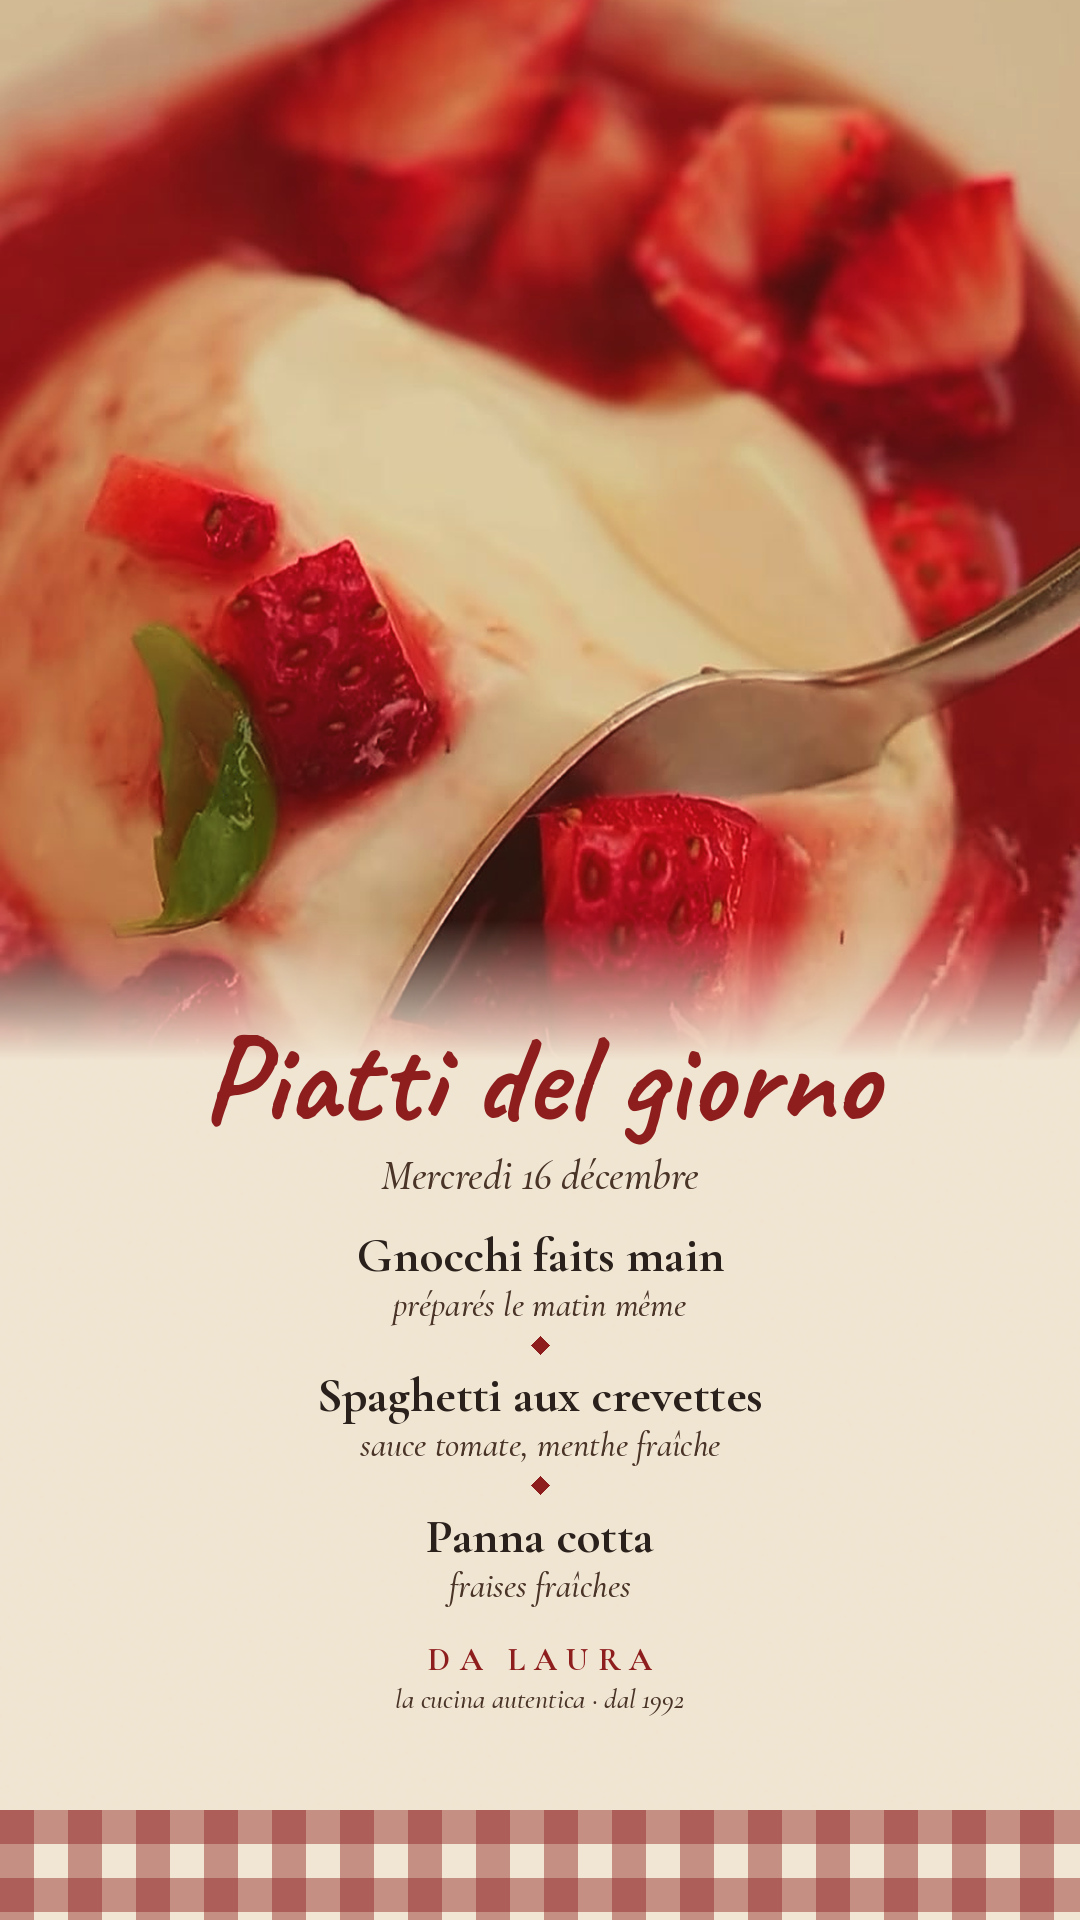 Piatti del giorno
Mercredi 16 décembre
Gnocchi faits main
préparés le matin même
Spaghetti aux crevettes
sauce tomate, menthe fraîche
Panna cotta
fraises fraîches
DA LAURA
la cucina autentica · dal 1992